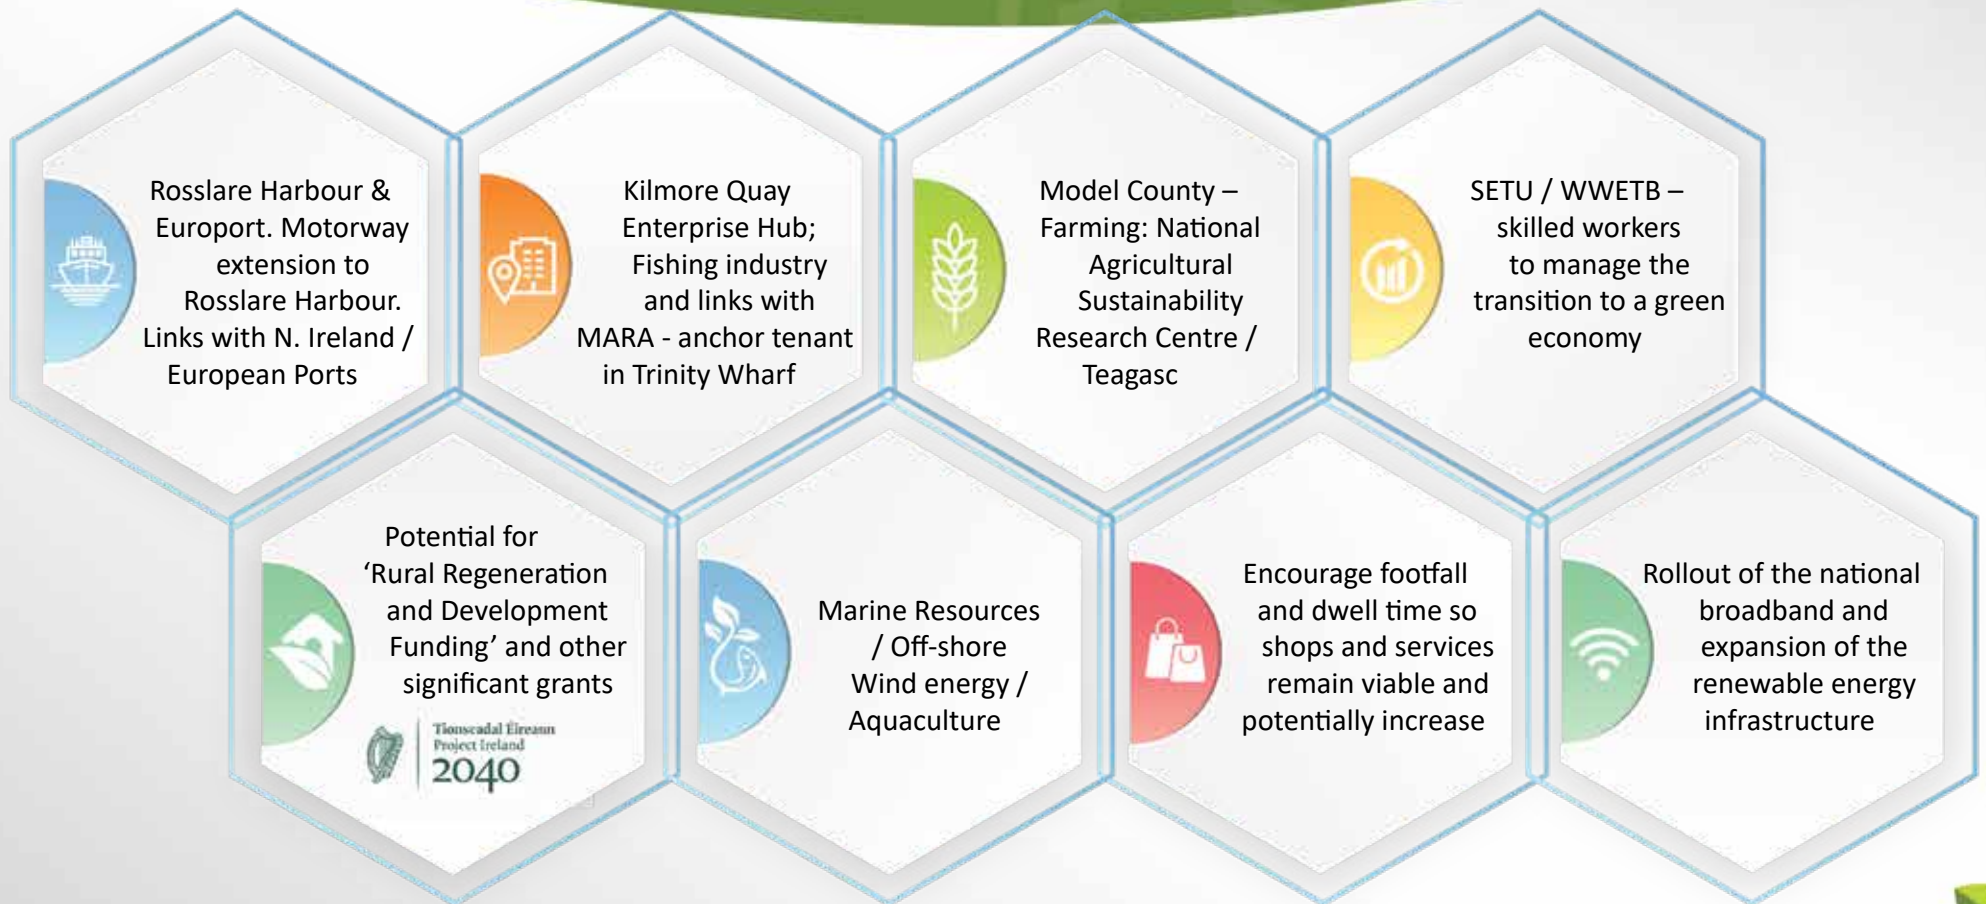 Rosslare Harbour &
Europort. Motorway
extension to
Rosslare Harbour.
Links with N. Ireland /
European Ports
Kilmore Quay
Enterprise Hub;
Fishing industry
and links with
MARA - anchor tenant
in Trinity Wharf
Model County –
Farming: National
Agricultural
Sustainability
Research Centre /
Teagasc
SETU / WWETB –
skilled workers
to manage the
transition to a green
economy
Potential for
‘Rural Regeneration
and Development
Funding’ and other
significant grants
Tionscadal Éireann
Project Ireland
2040
Marine Resources
/ Off-shore
Wind energy /
Aquaculture
Encourage footfall
and dwell time so
shops and services
remain viable and
potentially increase
Rollout of the national
broadband and
expansion of the
renewable energy
infrastructure